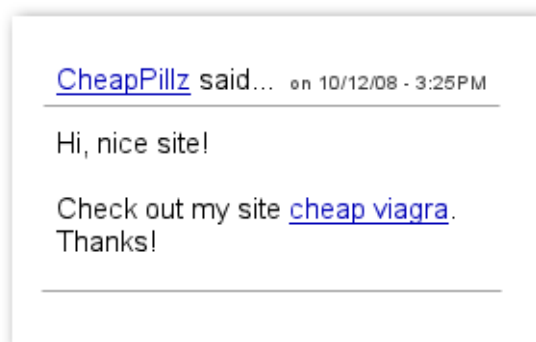 CheapPillz said... on 10/12/08 - 3:25PM
Hi, nice site!
Check out my site cheap viagra.
Thanks!